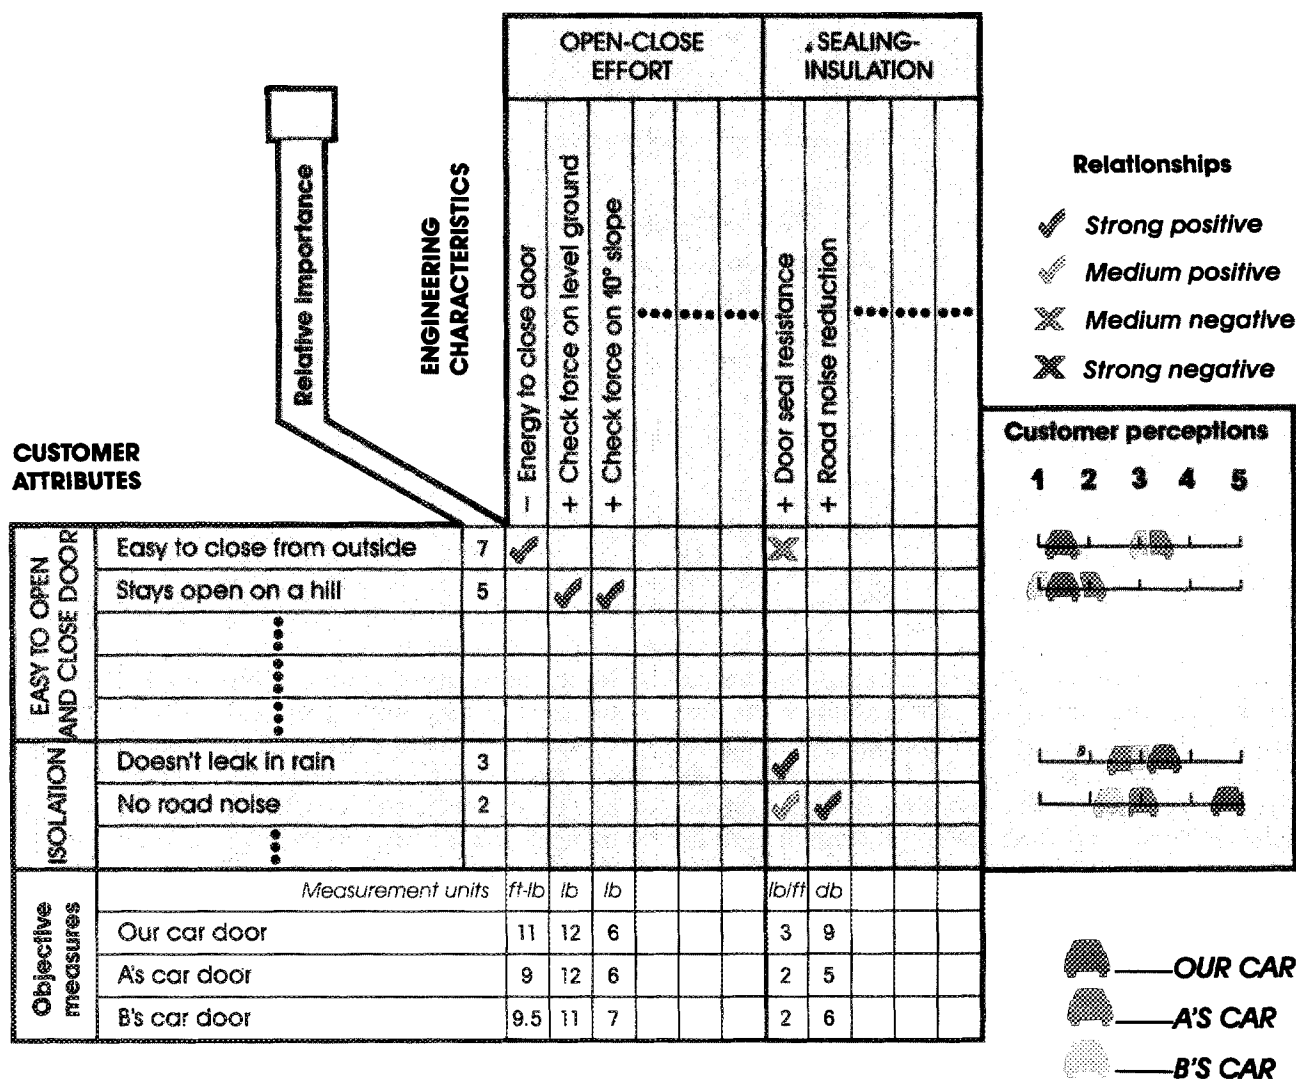 OPEN-CLOSE
EFFORT
SEALING-
INSULATION
Relative importance
ENGINEERING
CHARACTERISTICS
− Energy to close door
+ Check force on level ground
+ Check force on 10° slope
+ Door seal resistance
+ Road noise reduction
Relationships
Strong positive
Medium positive
Medium negative
Strong negative
CUSTOMER
ATTRIBUTES
Customer perceptions
1 2 3 4 5
EASY TO OPEN
AND CLOSE DOOR
Easy to close from outside 7
Stays open on a hill 5
ISOLATION
Doesn't leak in rain 3
No road noise 2
Objective
measures
Measurement units ft-lb lb lb lb/ft db
Our car door 11 12 6 3 9
A's car door 9 12 6 2 5
B's car door 9.5 11 7 2 6
OUR CAR
A'S CAR
B'S CAR